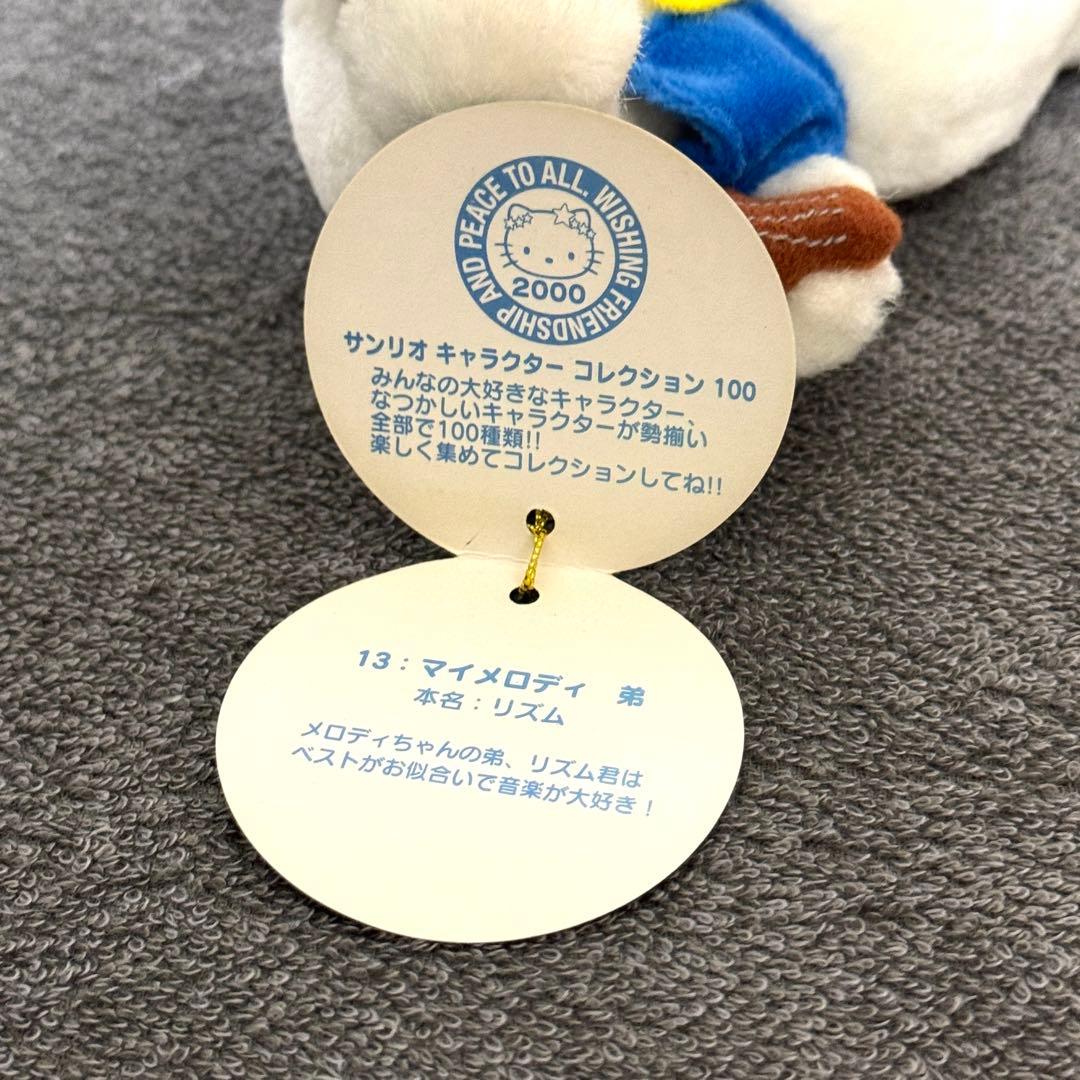 WISHING FRIENDSHIP AND PEACE TO ALL.
2000
サンリオ キャラクター コレクション 100
みんなの大好きなキャラクター、
なつかしいキャラクターが勢揃い
全部で100種類!!
楽しく集めてコレクションしてね!!
13：マイメロディ　弟
本名：リズム
メロディちゃんの弟、リズム君は
ベストがお似合いで音楽が大好き！